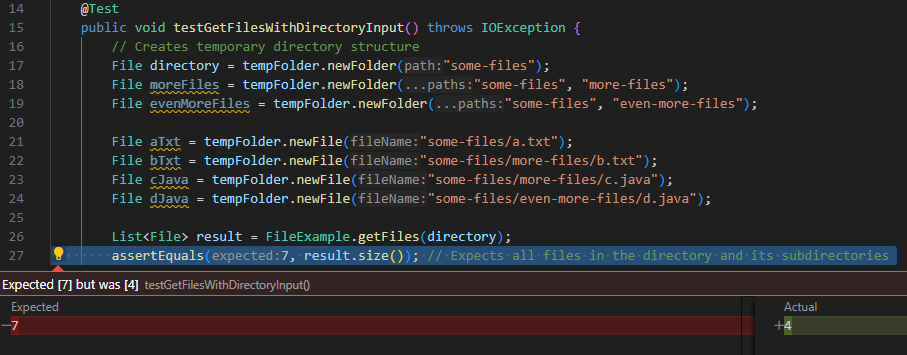 14 @Test
15 public void testGetFilesWithDirectoryInput() throws IOException {
16 // Creates temporary directory structure
17 File directory = tempFolder.newFolder(path:"some-files");
18 File moreFiles = tempFolder.newFolder(...paths:"some-files", "more-files");
19 File evenMoreFiles = tempFolder.newFolder(...paths:"some-files", "even-more-files");
20
21 File aTxt = tempFolder.newFile(fileName:"some-files/a.txt");
22 File bTxt = tempFolder.newFile(fileName:"some-files/more-files/b.txt");
23 File cJava = tempFolder.newFile(fileName:"some-files/more-files/c.java");
24 File dJava = tempFolder.newFile(fileName:"some-files/even-more-files/d.java");
25
26 List<File> result = FileExample.getFiles(directory);
27 assertEquals(expected:7, result.size()); // Expects all files in the directory and its subdirectories
Expected [7] but was [4] testGetFilesWithDirectoryInput()
Expected Actual
−7 +4